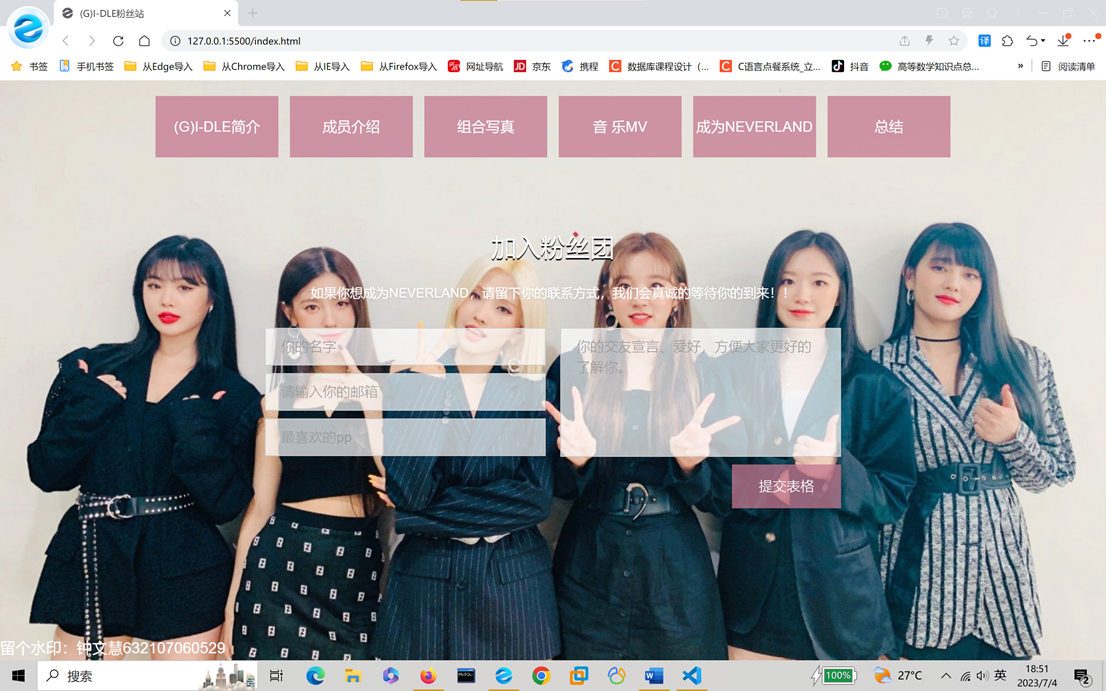 (G)I-DLE粉丝站
127.0.0.1:5500/index.html
译
书签 手机书签 从Edge导入 从Chrome导入 从IE导入 从Firefox导入 网址导航 JD 京东 携程 C 数据库课程设计（... C C语言点餐系统_立... 抖音 高等数学知识点总... » 阅读清单
(G)I-DLE简介 成员介绍 组合写真 音 乐MV 成为NEVERLAND 总结
加入粉丝团
如果你想成为NEVERLAND，请留下你的联系方式，我们会真诚的等待你的到来！！
你的名字
请输入你的邮箱
最喜欢的pp
你的交友宣言、爱好，方便大家更好的
了解你。
提交表格
留个水印：钟文慧632107060529
搜索
100%
27°C
英
18:51
2023/7/4
2